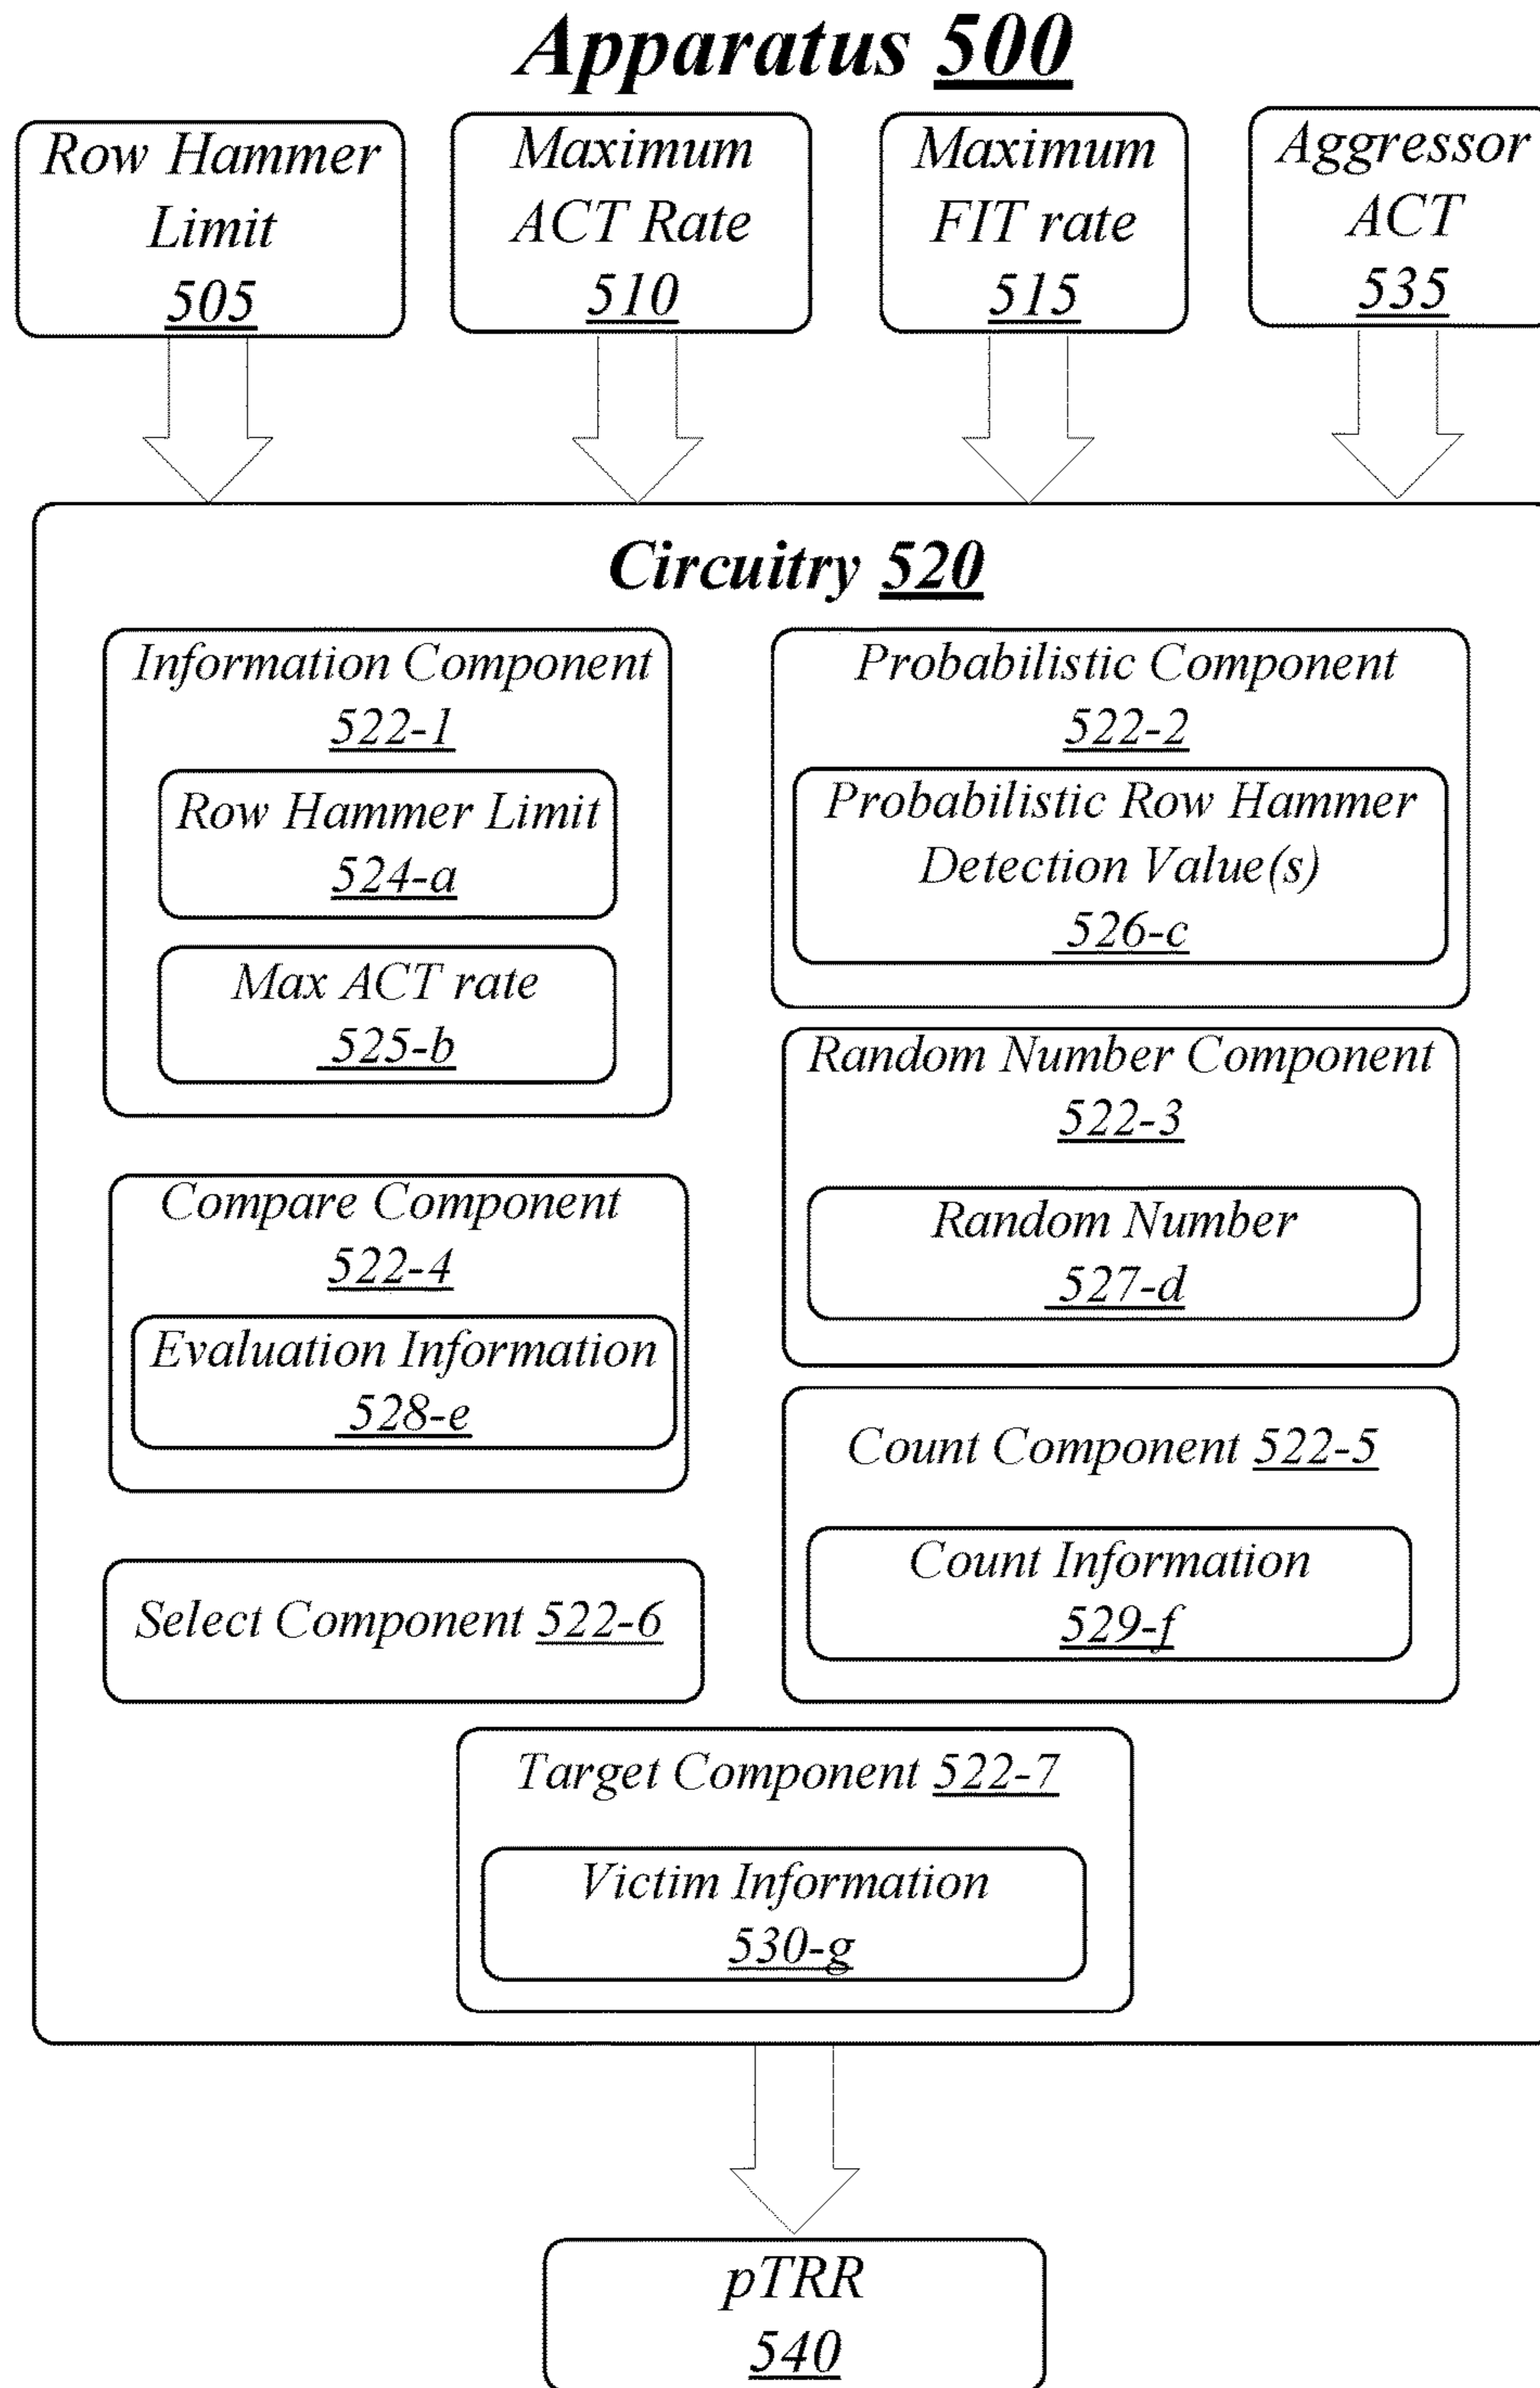 Apparatus 500
Row Hammer
Limit
505
Maximum
ACT Rate
510
Maximum
FIT rate
515
Aggressor
ACT
535
Circuitry 520
Information Component
522-1
Row Hammer Limit
524-a
Max ACT rate
525-b
Probabilistic Component
522-2
Probabilistic Row Hammer
Detection Value(s)
526-c
Random Number Component
522-3
Random Number
527-d
Compare Component
522-4
Evaluation Information
528-e
Count Component 522-5
Count Information
529-f
Select Component 522-6
Target Component 522-7
Victim Information
530-g
pTRR
540